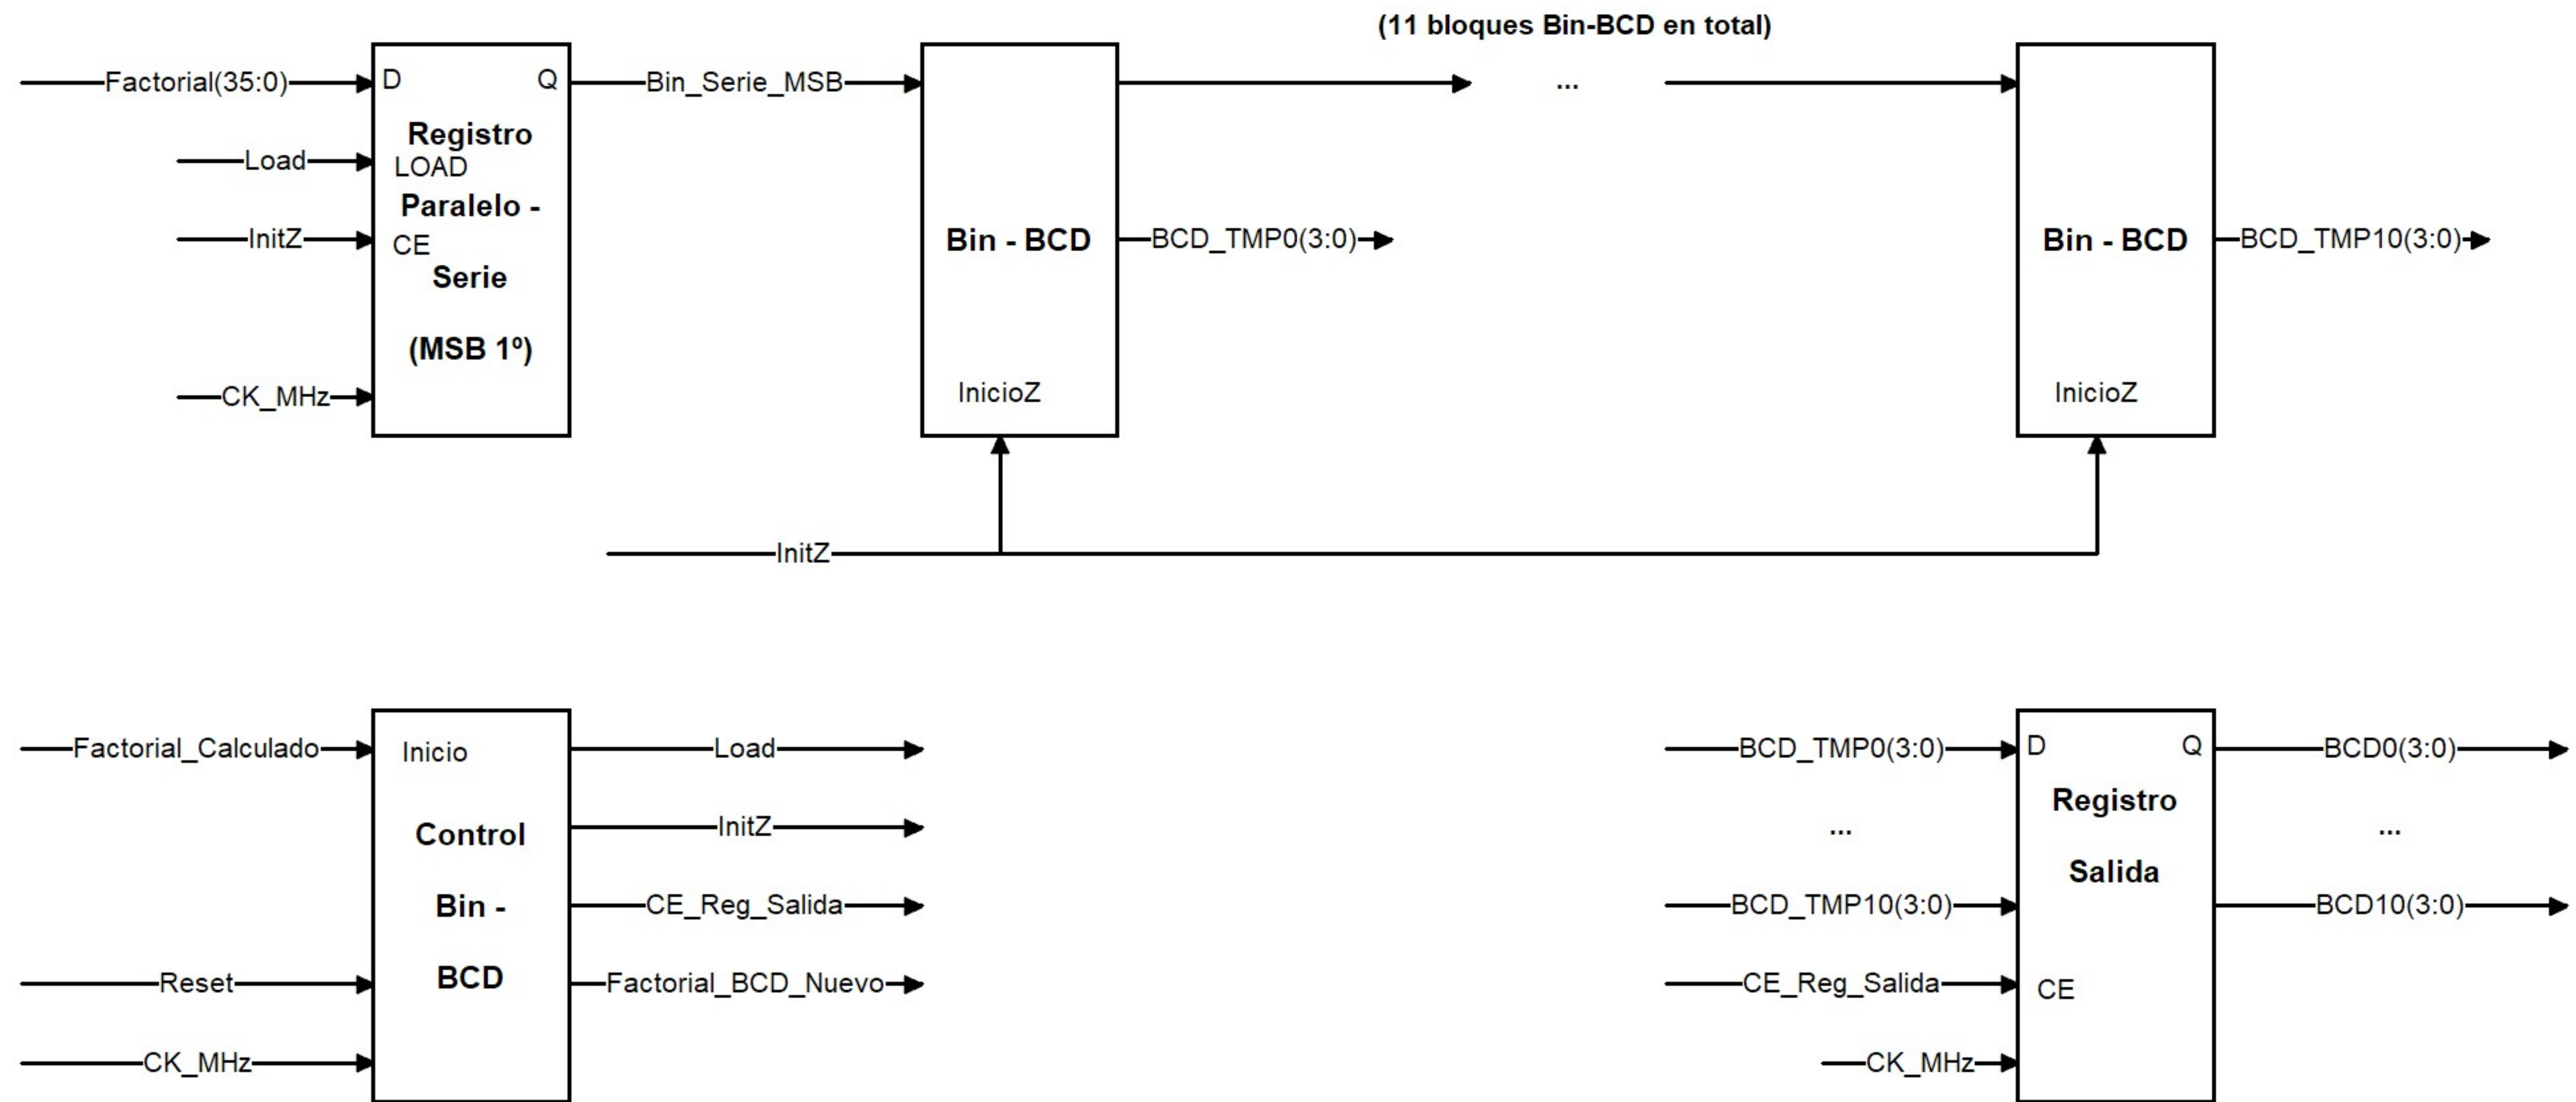 (11 bloques Bin-BCD en total)
Factorial(35:0)
D
Q
Bin_Serie_MSB
...
Registro
Load
LOAD
Paralelo -
InitZ
CE
Serie
(MSB 1º)
CK_MHz
Bin - BCD
BCD_TMP0(3:0)
InicioZ
Bin - BCD
BCD_TMP10(3:0)
InicioZ
InitZ
Factorial_Calculado
Inicio
Load
Control
InitZ
Bin -
CE_Reg_Salida
BCD
Reset
Factorial_BCD_Nuevo
CK_MHz
BCD_TMP0(3:0)
D
Q
BCD0(3:0)
Registro
...
...
Salida
BCD_TMP10(3:0)
BCD10(3:0)
CE_Reg_Salida
CE
CK_MHz